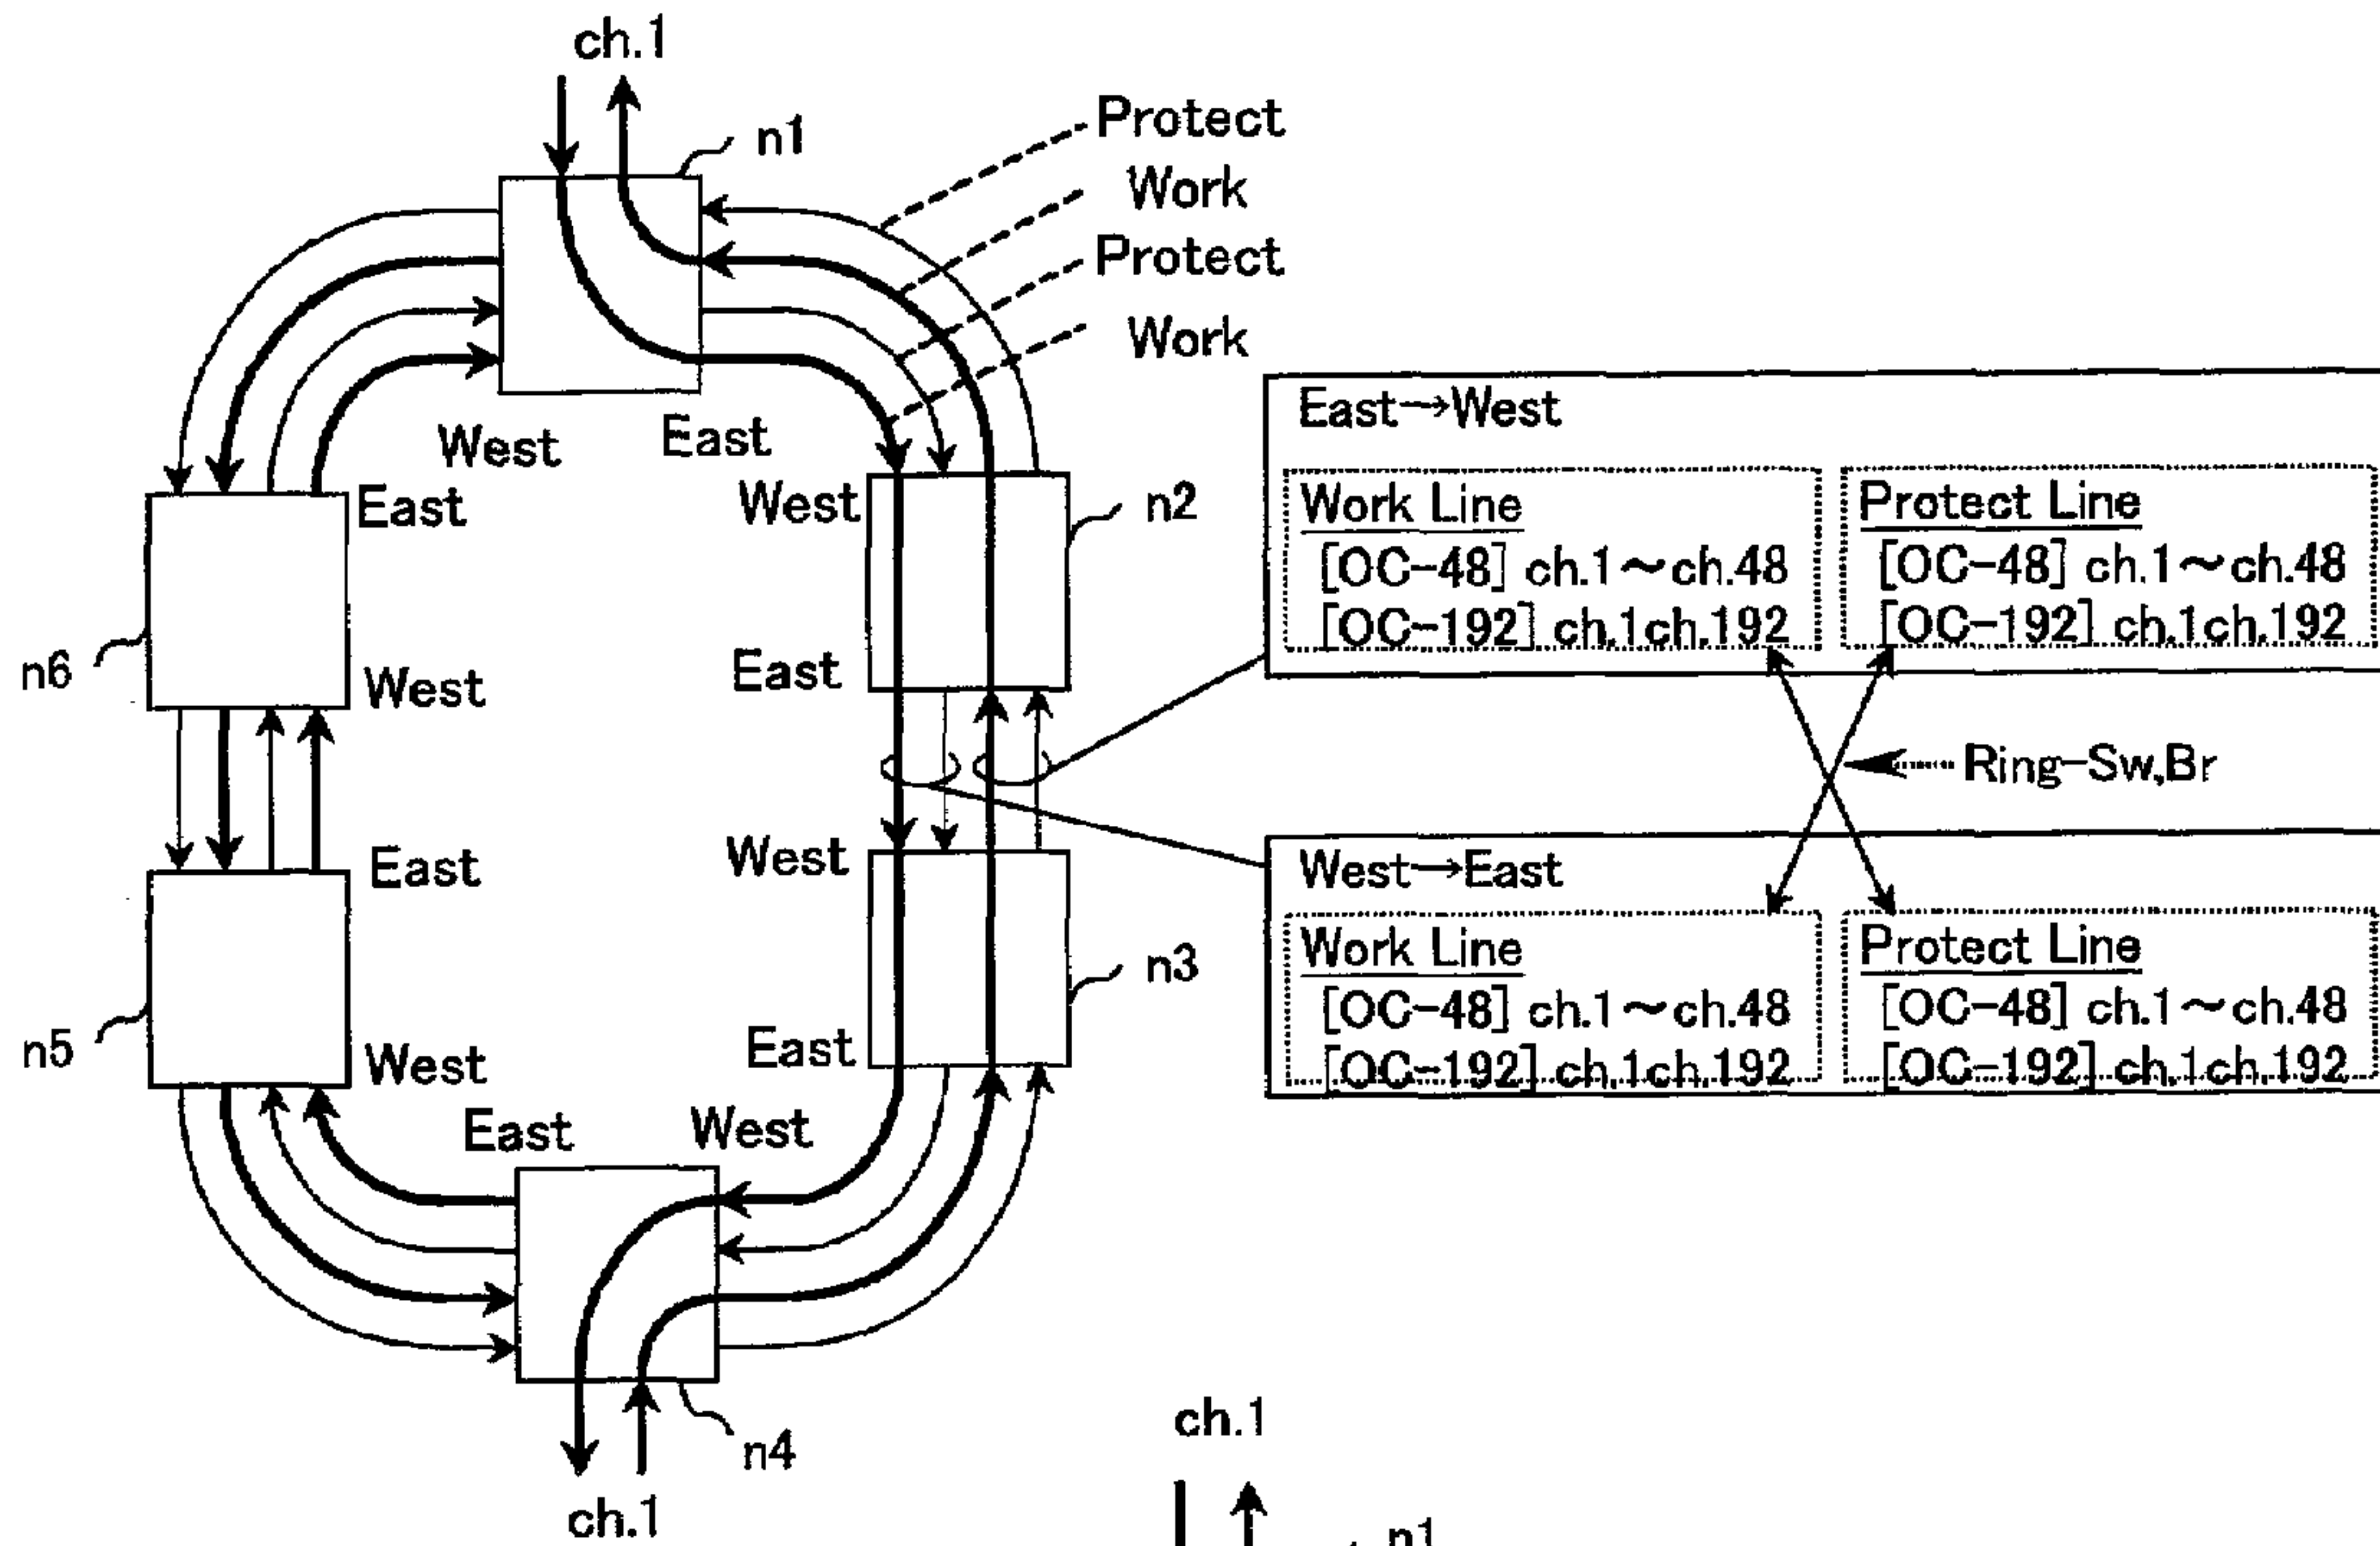 ch.1
n1
Protect
Work
Protect
Work
West
East
East
West
n6
West
n2
East
East→West
Work Line
[OC-48] ch.1~ch.48
[OC-192] ch.1ch.192
Protect Line
[OC-48] ch.1~ch.48
[OC-192] ch.1ch.192
Ring-Sw,Br
West→East
Work Line
[OC-48] ch.1~ch.48
[OC-192] ch.1ch.192
Protect Line
[OC-48] ch.1~ch.48
[OC-192] ch.1ch.192
East
West
n5
West
n3
East
East
West
n4
ch.1
ch.1
n1